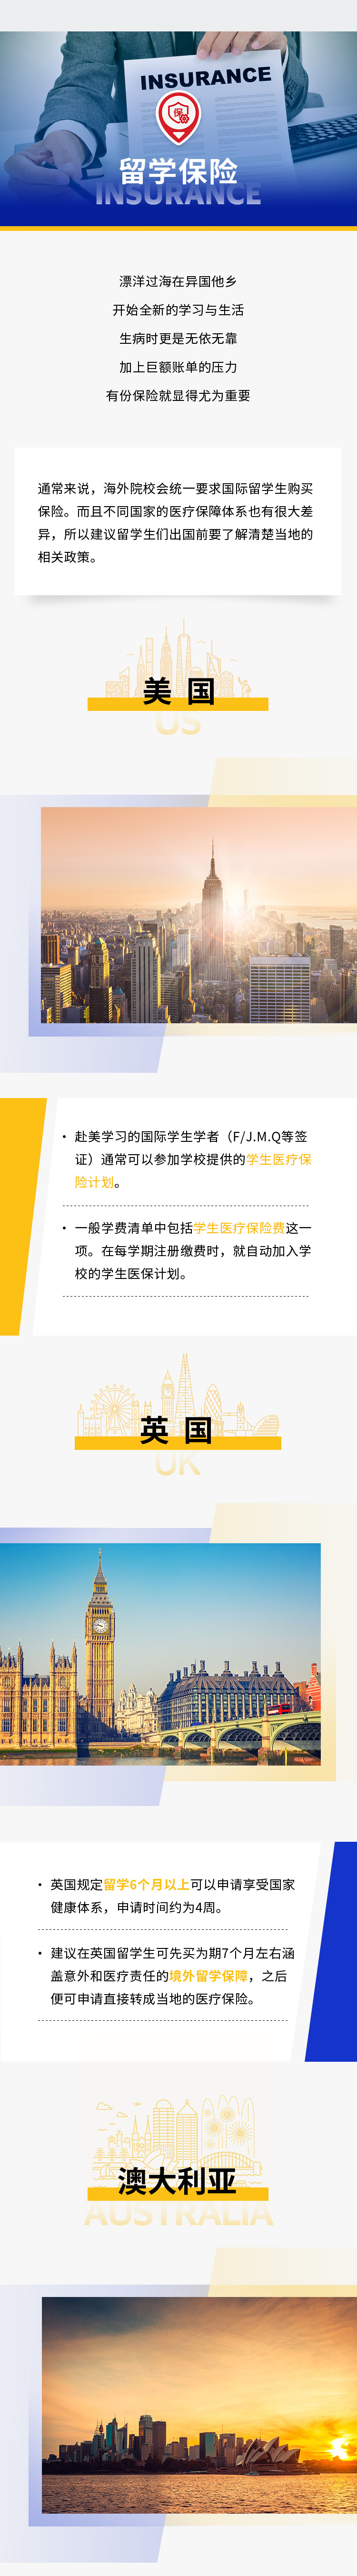 INSURANCE
保
留学保险
INSURANCE
漂洋过海在异国他乡
开始全新的学习与生活
生病时更是无依无靠
加上巨额账单的压力
有份保险就显得尤为重要
通常来说，海外院校会统一要求国际留学生购买
保险。而且不同国家的医疗保障体系也有很大差
异，所以建议留学生们出国前要了解清楚当地的
相关政策。
美 国
US
• 赴美学习的国际学生学者（F/J.M.Q等签
证）通常可以参加学校提供的学生医疗保
险计划。
• 一般学费清单中包括学生医疗保险费这一
项。在每学期注册缴费时，就自动加入学
校的学生医保计划。
英 国
UK
• 英国规定留学6个月以上可以申请享受国家
健康体系，申请时间约为4周。
• 建议在英国留学生可先买为期7个月左右涵
盖意外和医疗责任的境外留学保障，之后
便可申请直接转成当地的医疗保险。
澳大利亚
AUSTRALIA